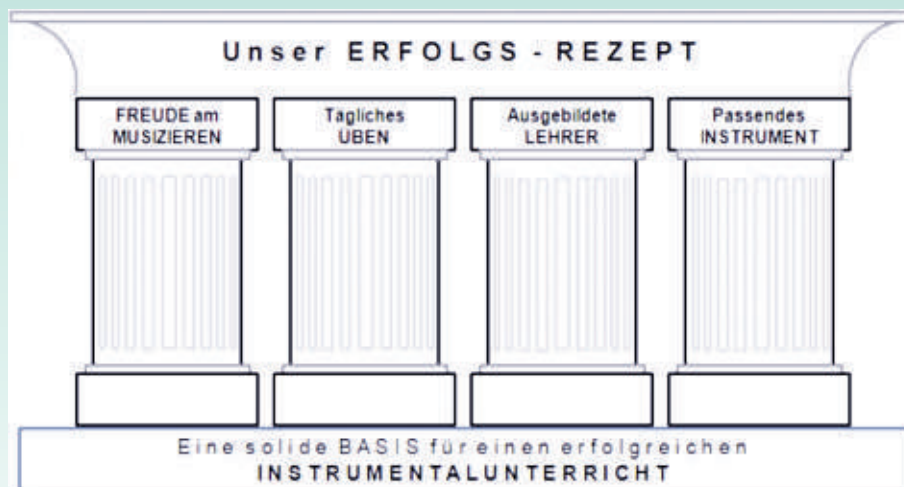 Unser ERFOLGS - REZEPT
FREUDE am
MUSIZIEREN
Tägliches
ÜBEN
Ausgebildete
LEHRER
Passendes
INSTRUMENT
Eine solide BASIS für einen erfolgreichen
INSTRUMENTALUNTERRICHT